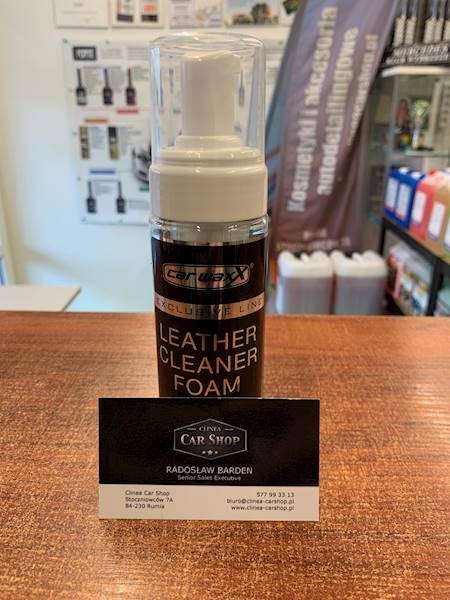 Kosmetyki i akcesoria
autodetailingowe
car waxX®
EXCLUSIVE LINE
LEATHER
CLEANER
FOAM
CLINEA
CAR SHOP
RADOSŁAW BARDEN
Senior Sales Executive
Clinea Car Shop
Stoczniowców 7A
84-230 Rumia
577 99 33 13
biuro@clinea-carshop.pl
www.clinea-carshop.pl